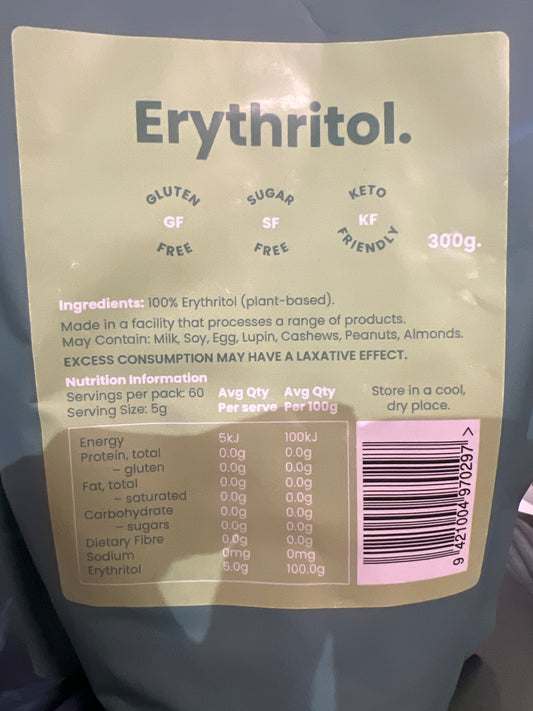 Erythritol.
GLUTEN
GF
FREE
SUGAR
SF
FREE
KETO
KF
FRIENDLY
300g.
Ingredients: 100% Erythritol (plant-based).
Made in a facility that processes a range of products.
May Contain: Milk, Soy, Egg, Lupin, Cashews, Peanuts, Almonds.
EXCESS CONSUMPTION MAY HAVE A LAXATIVE EFFECT.
Nutrition Information
Servings per pack: 60 Avg Qty Avg Qty
Serving Size: 5g Per serve Per 100g
Energy 5kJ 100kJ
Protein, total 0.0g 0.0g
– gluten 0.0g 0.0g
Fat, total 0.0g 0.0g
– saturated 0.0g 0.0g
Carbohydrate 0.0g 0.0g
– sugars 0.0g 0.0g
Dietary Fibre 0.0g 0.0g
Sodium 0mg 0mg
Erythritol 5.0g 100.0g
Store in a cool,
dry place.
9 421004 970297 >